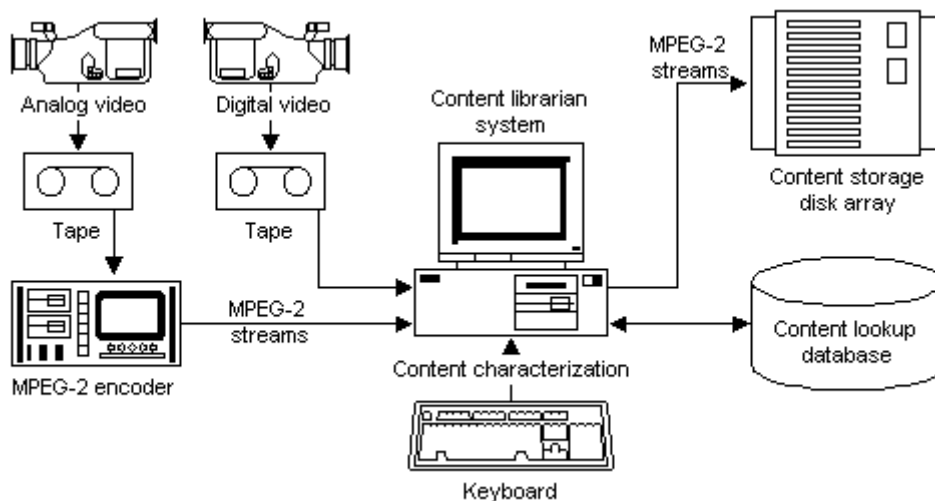 Analog video
Digital video
Tape
Tape
MPEG-2 encoder
MPEG-2
streams
Content librarian
system
Content characterization
Keyboard
MPEG-2
streams
Content storage
disk array
Content lookup
database